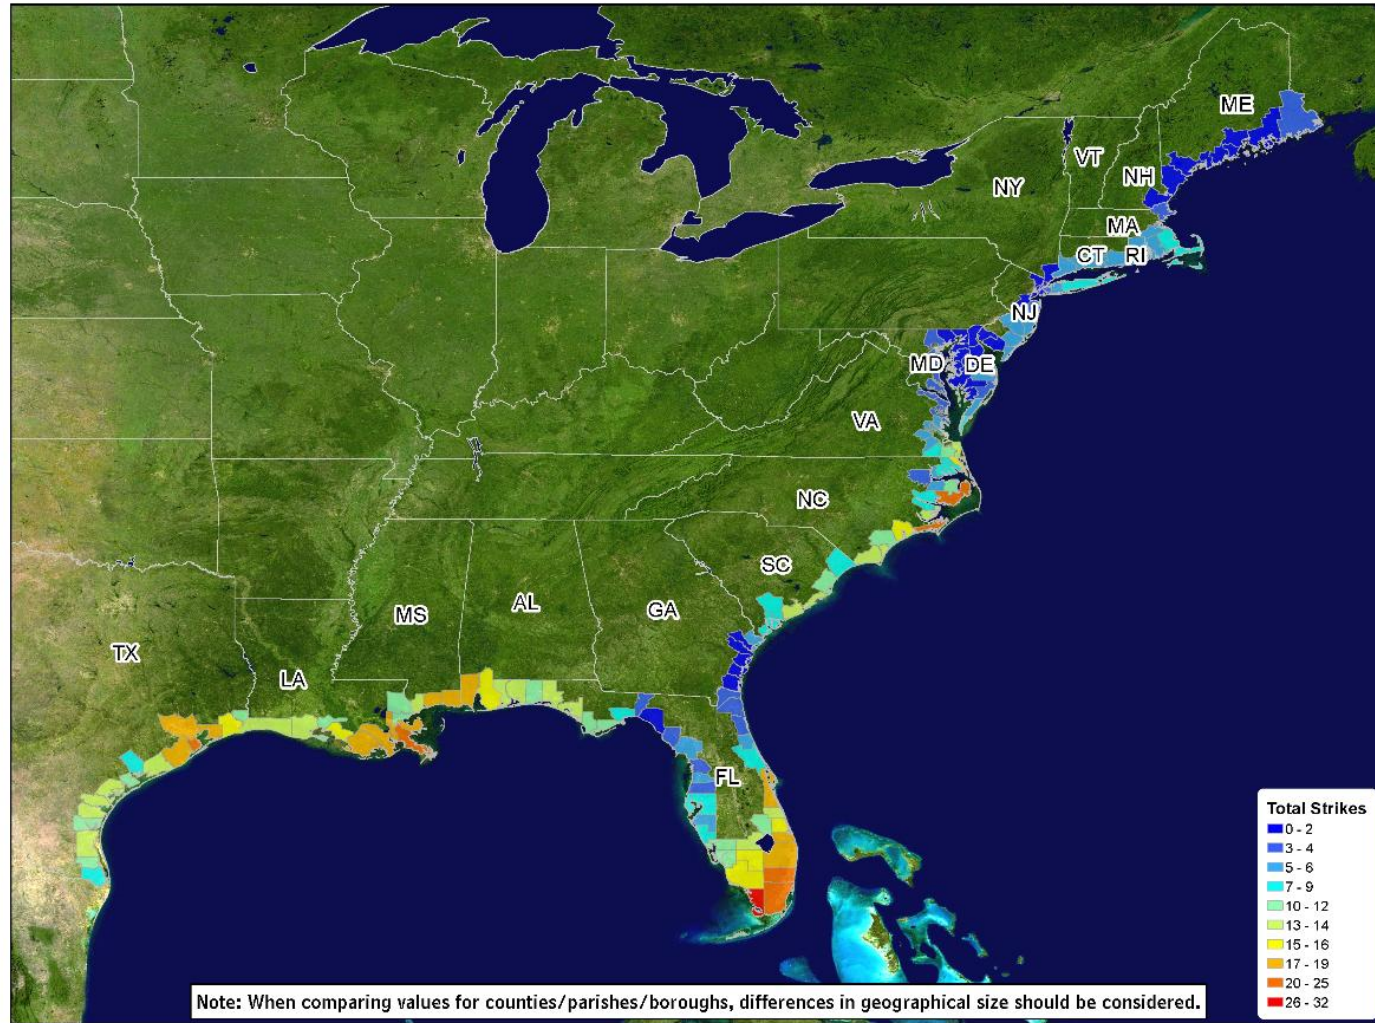 ME
VT
NH
NY
MA
CT
RI
NJ
MD
DE
VA
NC
SC
MS
AL
GA
TX
LA
FL
Total Strikes
0 - 2
3 - 4
5 - 6
7 - 9
10 - 12
13 - 14
15 - 16
17 - 19
20 - 25
26 - 32
Note: When comparing values for counties/parishes/boroughs, differences in geographical size should be considered.